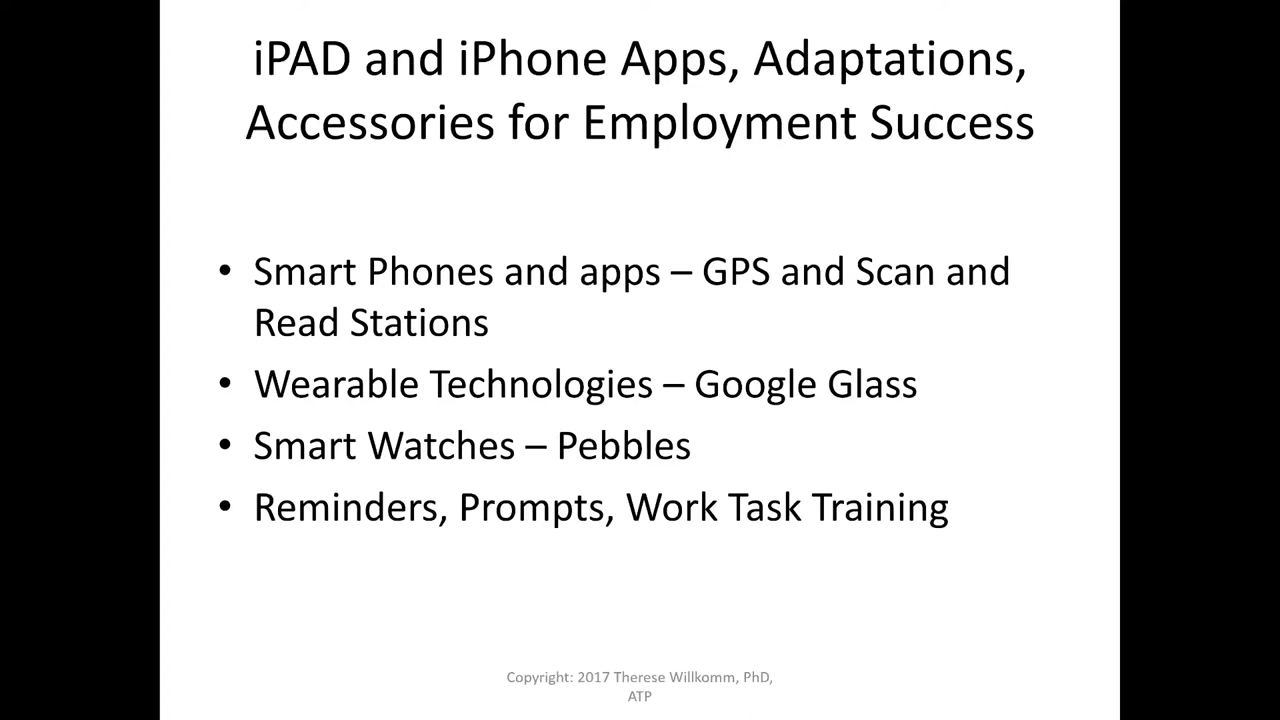 iPAD and iPhone Apps, Adaptations,
Accessories for Employment Success
• Smart Phones and apps – GPS and Scan and
Read Stations
• Wearable Technologies – Google Glass
• Smart Watches – Pebbles
• Reminders, Prompts, Work Task Training
Copyright: 2017 Therese Willkomm, PhD,
ATP